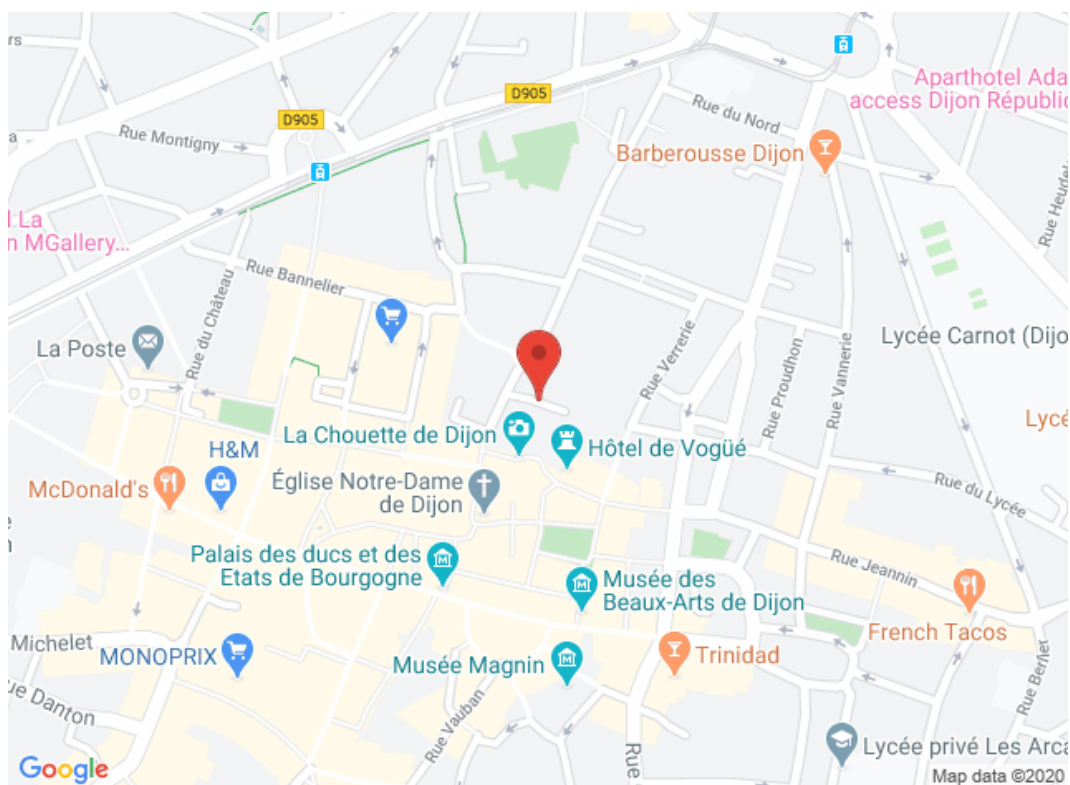 D905
D905
Rue Montigny
Rue du Nord
Aparthotel Ada
access Dijon Républic
Barberousse Dijon
Rue Heudel
l La
n MGallery...
Rue Bannelier
Rue du Château
La Poste
Rue Verrerie
Rue Proudhon
Rue Vannerie
Lycée Carnot (Dijo
Lycé
La Chouette de Dijon
Hôtel de Vogüé
H&M
McDonald's
Église Notre-Dame
de Dijon
Rue du Lycée
Palais des ducs et des
Etats de Bourgogne
Musée des
Beaux-Arts de Dijon
Rue Jeannin
French Tacos
Michelet
MONOPRIX
Musée Magnin
Trinidad
Rue Berlier
ue Danton
Rue Vauban
Rue
Lycée privé Les Arca
Google
Map data ©2020